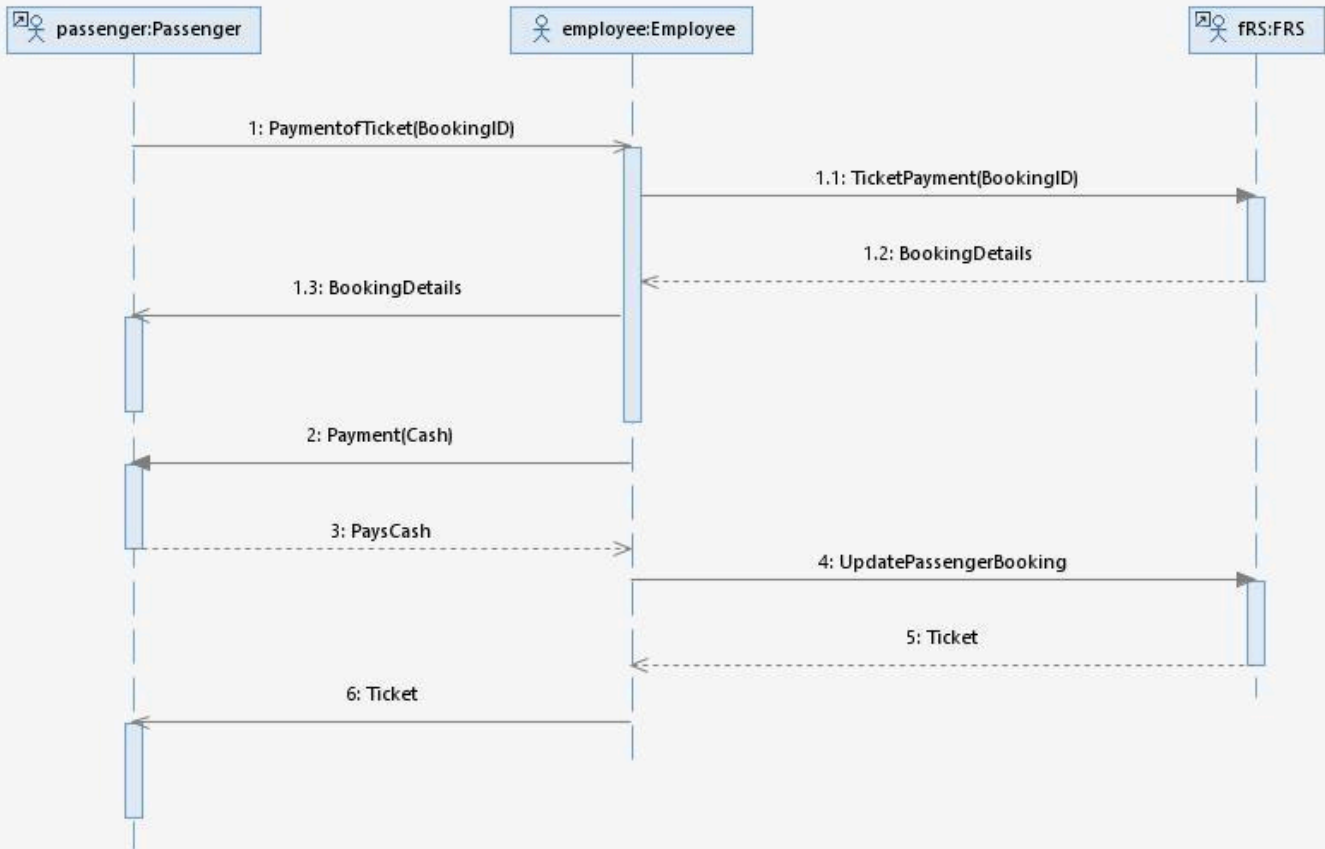 passenger:Passenger
employee:Employee
fRS:FRS
1: PaymentofTicket(BookingID)
1.1: TicketPayment(BookingID)
1.2: BookingDetails
1.3: BookingDetails
2: Payment(Cash)
3: PaysCash
4: UpdatePassengerBooking
5: Ticket
6: Ticket